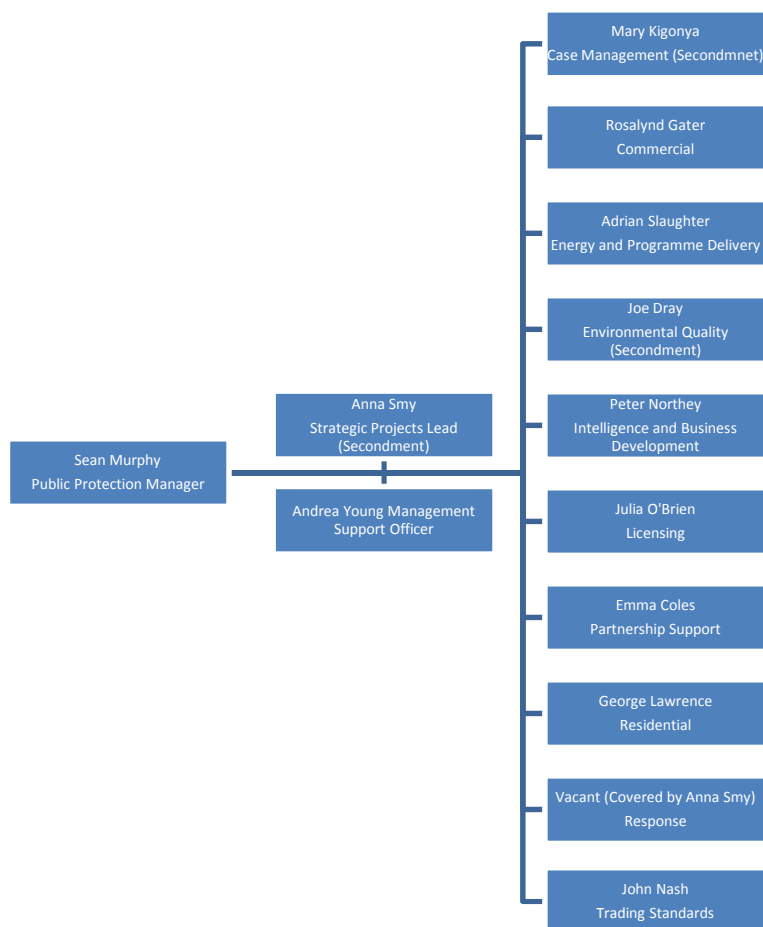 Mary Kigonya
Case Management (Secondmnet)
Rosalynd Gater
Commercial
Adrian Slaughter
Energy and Programme Delivery
Joe Dray
Environmental Quality
(Secondment)
Anna Smy
Strategic Projects Lead
(Secondment)
Peter Northey
Intelligence and Business
Development
Sean Murphy
Public Protection Manager
Andrea Young Management
Support Officer
Julia O'Brien
Licensing
Emma Coles
Partnership Support
George Lawrence
Residential
Vacant (Covered by Anna Smy)
Response
John Nash
Trading Standards